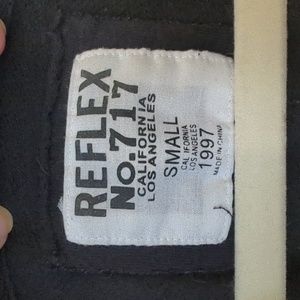 REFLEX
No.717
CALIFORNIA
LOS ANGELES
SMALL
CALIFORNIA
LOS ANGELES
1997
MADE IN CHINA